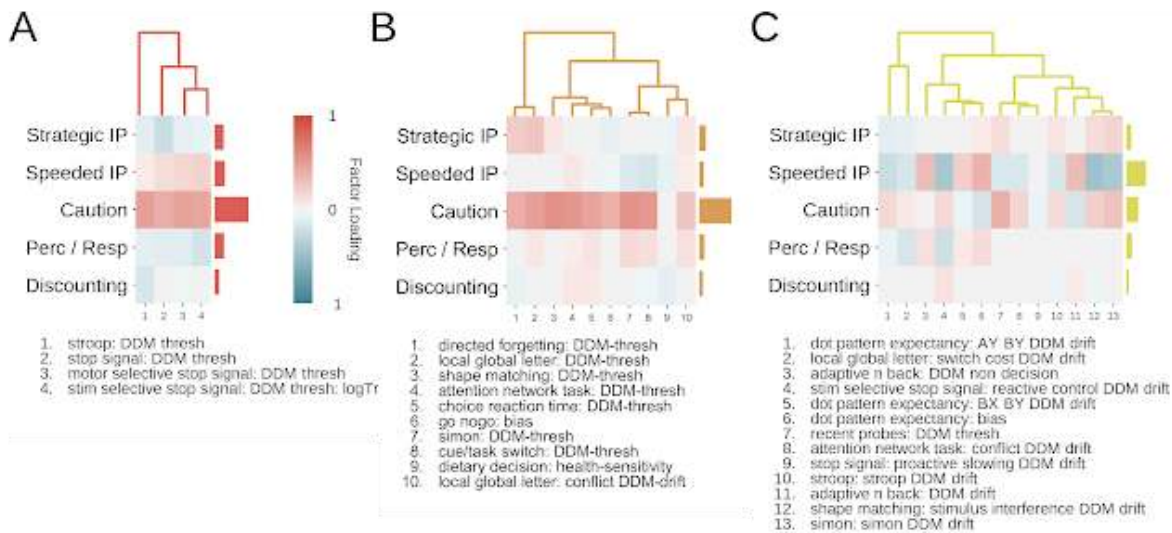 A
B
C
Strategic IP
Speeded IP
Caution
Perc / Resp
Discounting
1 2 3 4
1
0
1
Factor Loading
1. stroop: DDM thresh
2. stop signal: DDM thresh
3. motor selective stop signal: DDM thresh
4. stim selective stop signal: DDM thresh: logTr
Strategic IP
Speeded IP
Caution
Perc / Resp
Discounting
1 2 3 4 5 6 7 8 9 10
1. directed forgetting: DDM-thresh
2. local global letter: DDM-thresh
3. shape matching: DDM-thresh
4. attention network task: DDM-thresh
5. choice reaction time: DDM-thresh
6. go nogo: bias
7. simon: DDM-thresh
8. cue/task switch: DDM-thresh
9. dietary decision: health-sensitivity
10. local global letter: conflict DDM-drift
Strategic IP
Speeded IP
Caution
Perc / Resp
Discounting
1 2 3 4 5 6 7 8 9 10 11 12 13
1. dot pattern expectancy: AY BY DDM drift
2. local global letter: switch cost DDM drift
3. adaptive n back: DDM non decision
4. stim selective stop signal: reactive control DDM drift
5. dot pattern expectancy: BX BY DDM drift
6. dot pattern expectancy: bias
7. recent probes: DDM thresh
8. attention network task: conflict DDM drift
9. stop signal: proactive slowing DDM drift
10. stroop: stroop DDM drift
11. adaptive n back: DDM drift
12. shape matching: stimulus interference DDM drift
13. simon: simon DDM drift